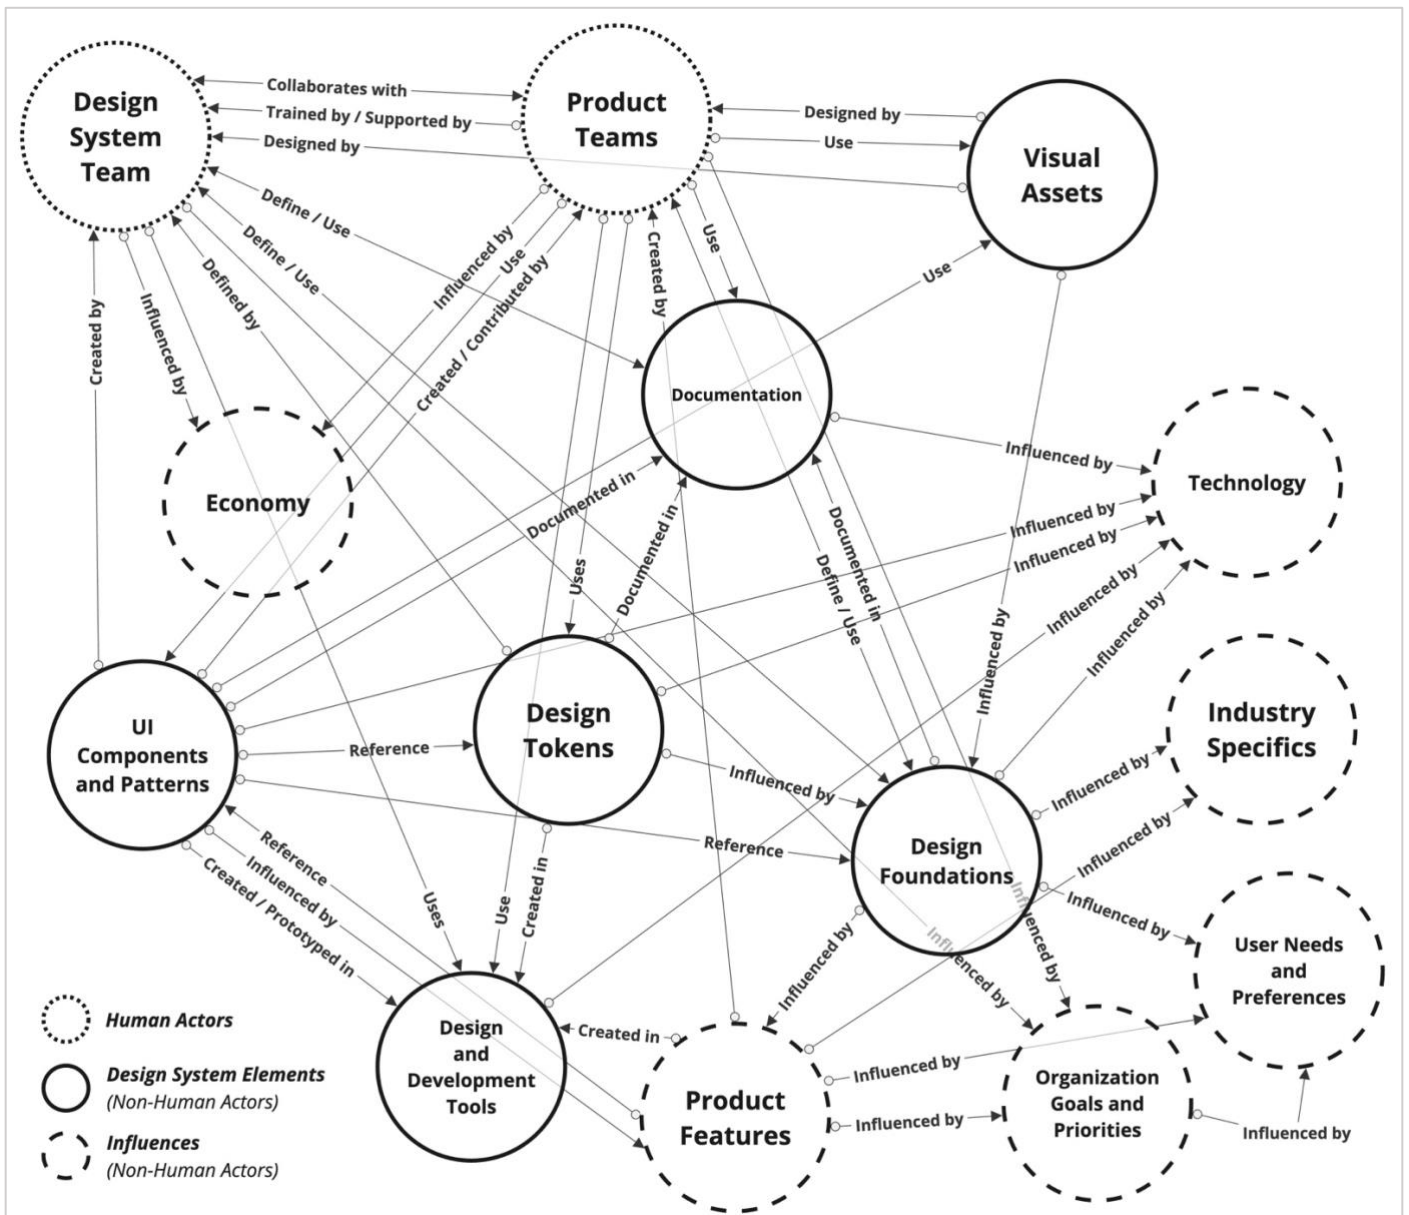 Design
System
Team
Product
Teams
Visual
Assets
Collaborates with
Trained by / Supported by
Designed by
Designed by
Use
Define / Use
Define / Use
Defined by
Influenced by
Created by
Influenced by
Use
Created / Contributed by
Created by
Use
Use
Documentation
Economy
Technology
Influenced by
Influenced by
Influenced by
Influenced by
Influenced by
Documented in
Documented in
Uses
Documented in
Define / Use
Influenced by
UI
Components
and Patterns
Reference
Design
Tokens
Influenced by
Reference
Industry
Specifics
Influenced by
Influenced by
Design
Foundations
Influenced by
Influenced by
Influenced by
Influenced by
User Needs
and
Preferences
Reference
Influenced by
Created / Prototyped in
Uses
Use
Created in
Design
and
Development
Tools
Created in
Product
Features
Influenced by
Influenced by
Organization
Goals and
Priorities
Influenced by
Human Actors
Design System Elements
(Non-Human Actors)
Influences
(Non-Human Actors)